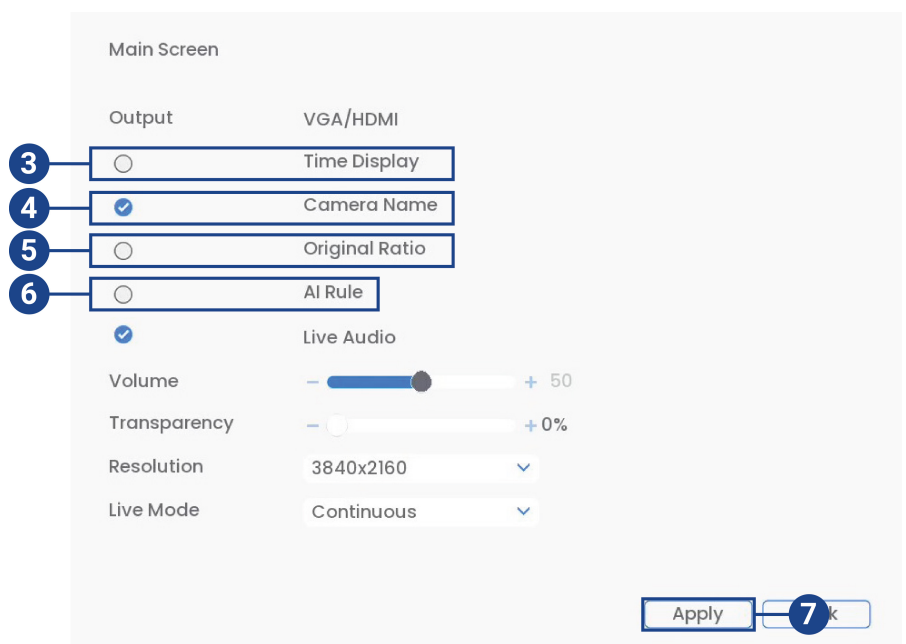 Main Screen
Output VGA/HDMI
3 Time Display
4 Camera Name
5 Original Ratio
6 AI Rule
Live Audio
Volume − + 50
Transparency − + 0%
Resolution 3840x2160
Live Mode Continuous
Apply 7